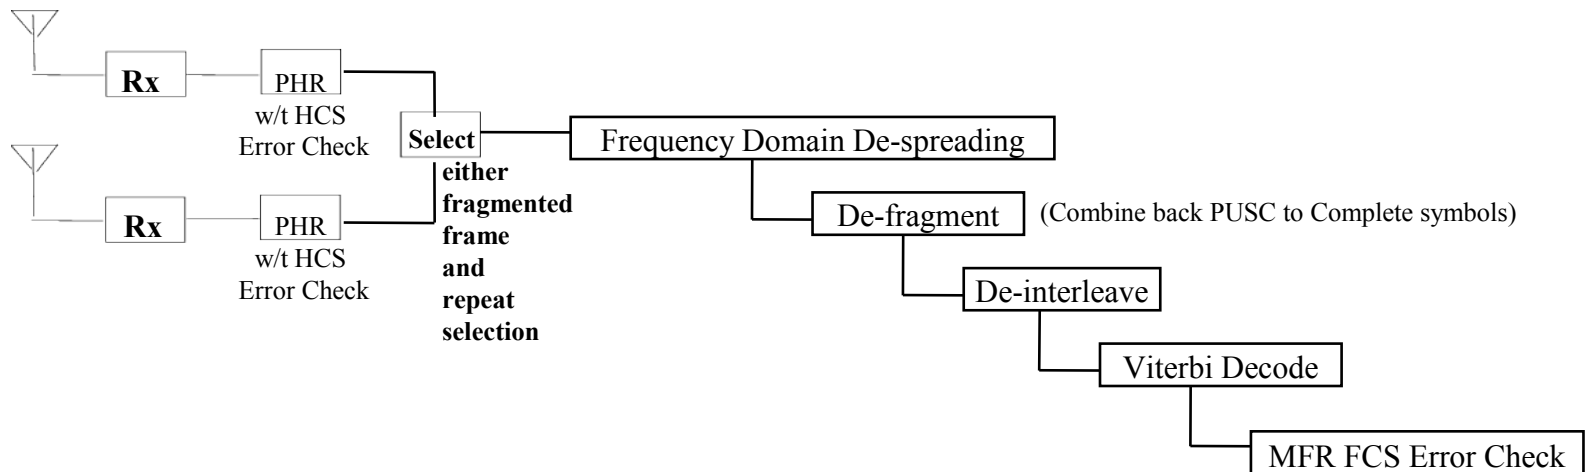 Rx
PHR
w/t HCS
Error Check
Rx
PHR
w/t HCS
Error Check
Select
either
fragmented
frame
and
repeat
selection
Frequency Domain De-spreading
De-fragment
(Combine back PUSC to Complete symbols)
De-interleave
Viterbi Decode
MFR FCS Error Check